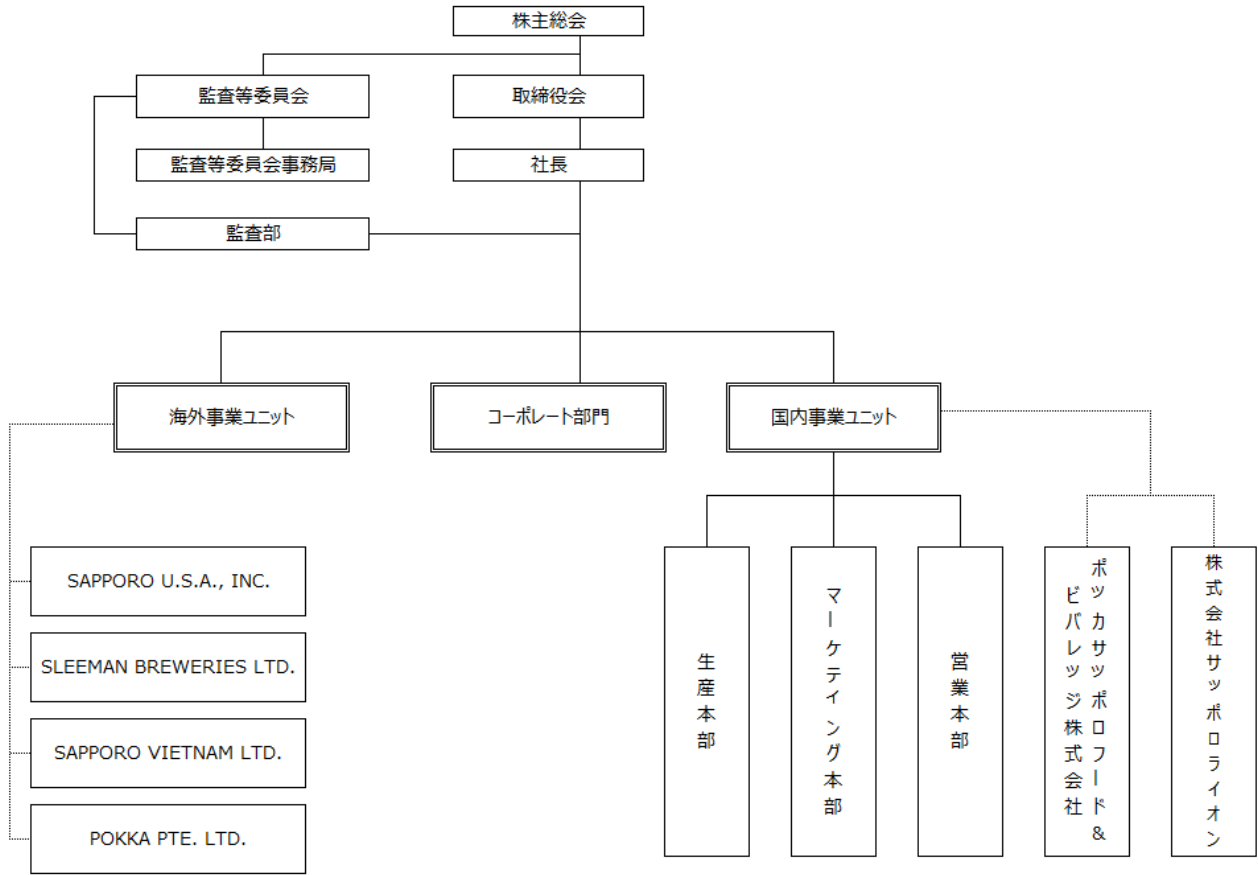 株主総会
監査等委員会
取締役会
監査等委員会事務局
社長
監査部
海外事業ユニット
コーポレート部門
国内事業ユニット
SAPPORO U.S.A., INC.
SLEEMAN BREWERIES LTD.
SAPPORO VIETNAM LTD.
POKKA PTE. LTD.
生産本部
マーケテイング本部
営業本部
ポッカサッポロフード&
ビバレッジ株式会社
株式会社サッポロライオン